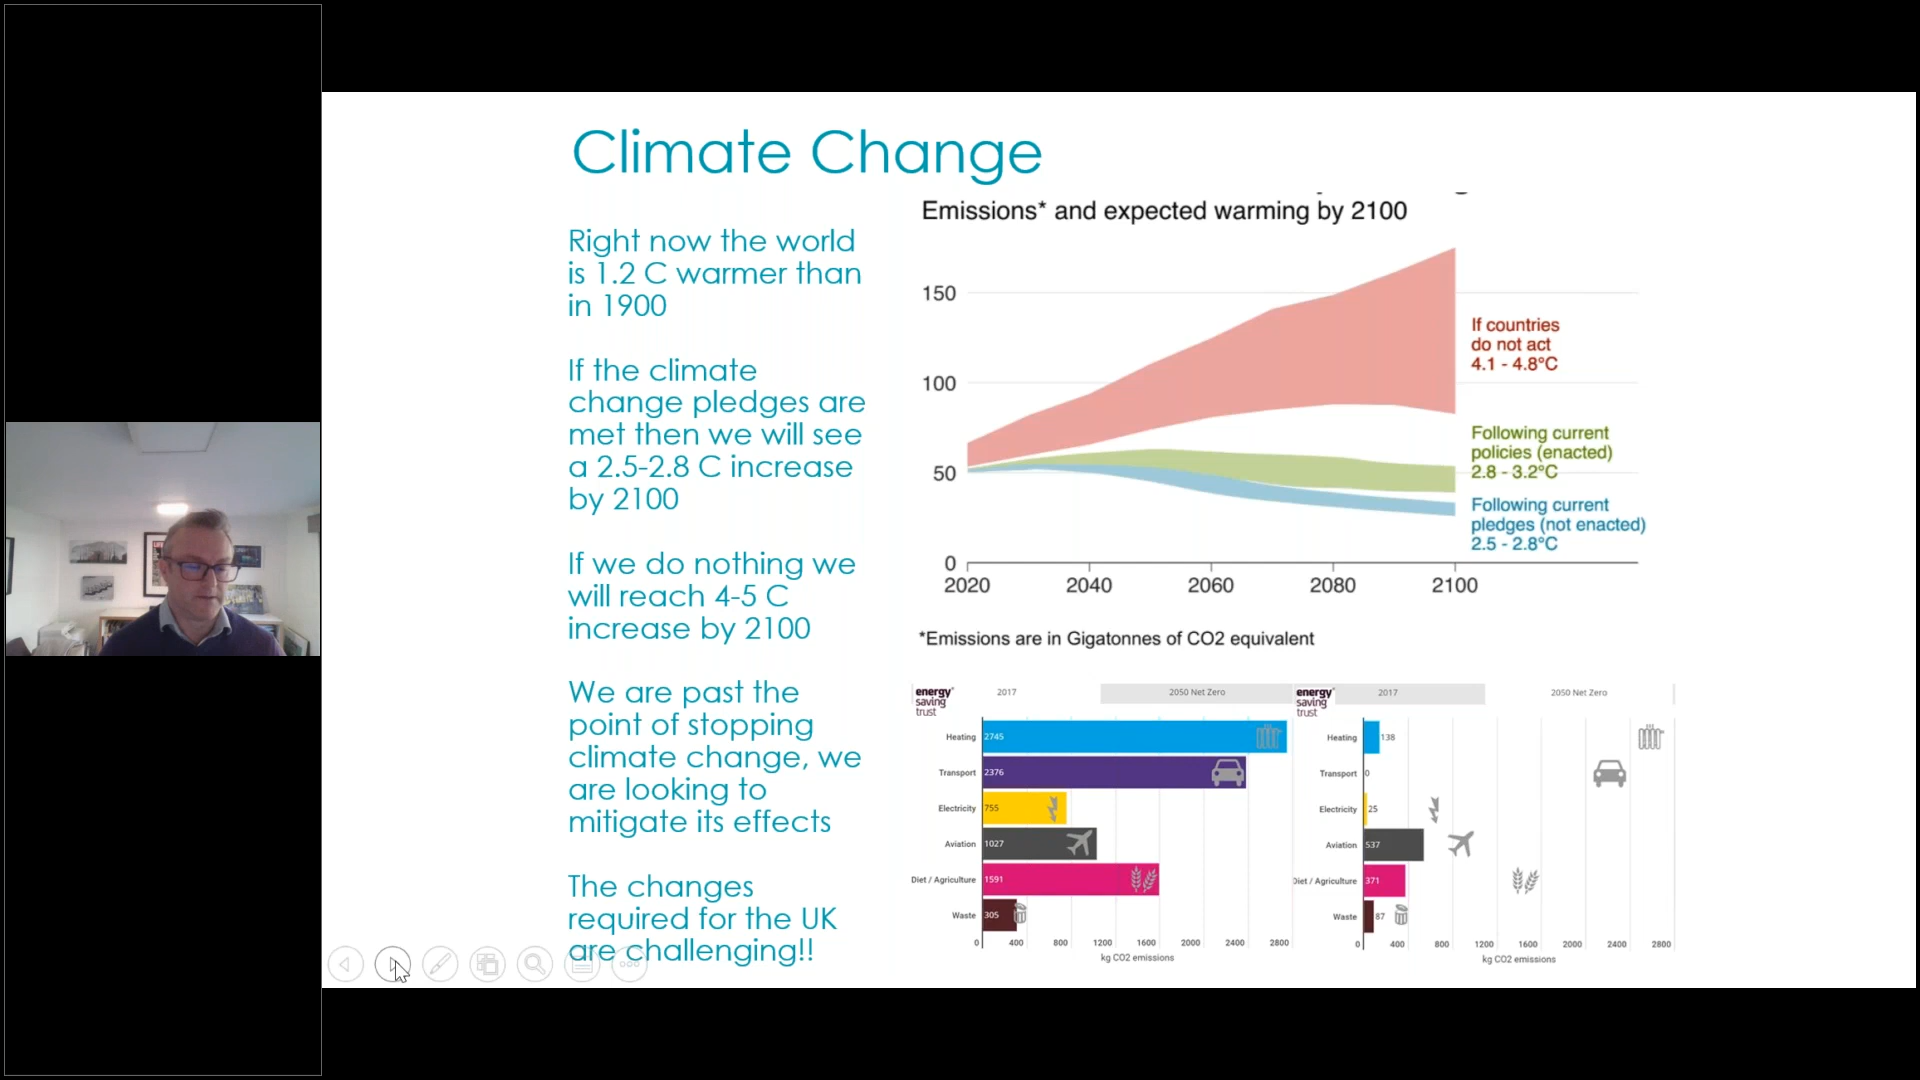 Climate Change
Right now the world
is 1.2 C warmer than
in 1900
If the climate
change pledges are
met then we will see
a 2.5-2.8 C increase
by 2100
If we do nothing we
will reach 4-5 C
increase by 2100
We are past the
point of stopping
climate change, we
are looking to
mitigate its effects
The changes
required for the UK
are challenging!!
Emissions* and expected warming by 2100
150
100
50
0
2020 2040 2060 2080 2100
If countries
do not act
4.1 - 4.8°C
Following current
policies (enacted)
2.8 - 3.2°C
Following current
pledges (not enacted)
2.5 - 2.8°C
*Emissions are in Gigatonnes of CO2 equivalent
energy
saving
trust
2017 2050 Net Zero
Heating 2745
Transport 2376
Electricity 755
Aviation 1027
Diet / Agriculture 1591
Waste 305
0 400 800 1200 1600 2000 2400 2800
kg CO2 emissions
energy
saving
trust
2017 2050 Net Zero
Heating 138
Transport 0
Electricity 25
Aviation 537
Diet / Agriculture 371
Waste 87
0 400 800 1200 1600 2000 2400 2800
kg CO2 emissions